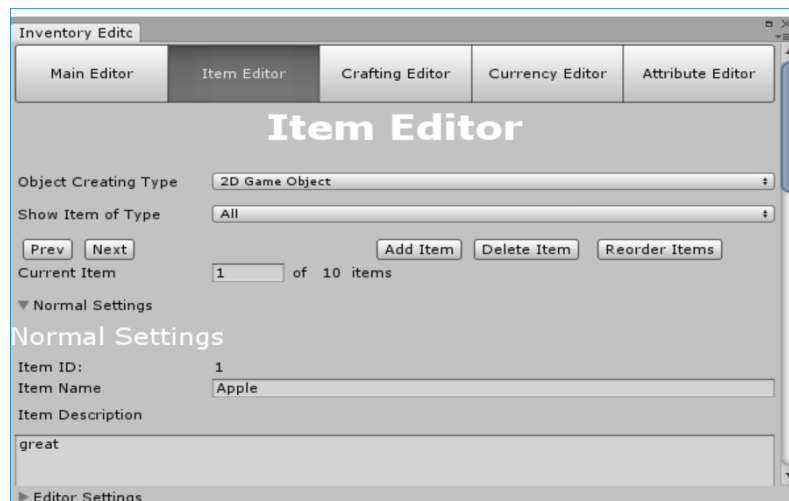 Inventory Editc
Main Editor Item Editor Crafting Editor Currency Editor Attribute Editor
Item Editor
Object Creating Type 2D Game Object
Show Item of Type All
Prev Next Add Item Delete Item Reorder Items
Current Item 1 of 10 items
Normal Settings
Normal Settings
Item ID: 1
Item Name Apple
Item Description
great
Editor Settings